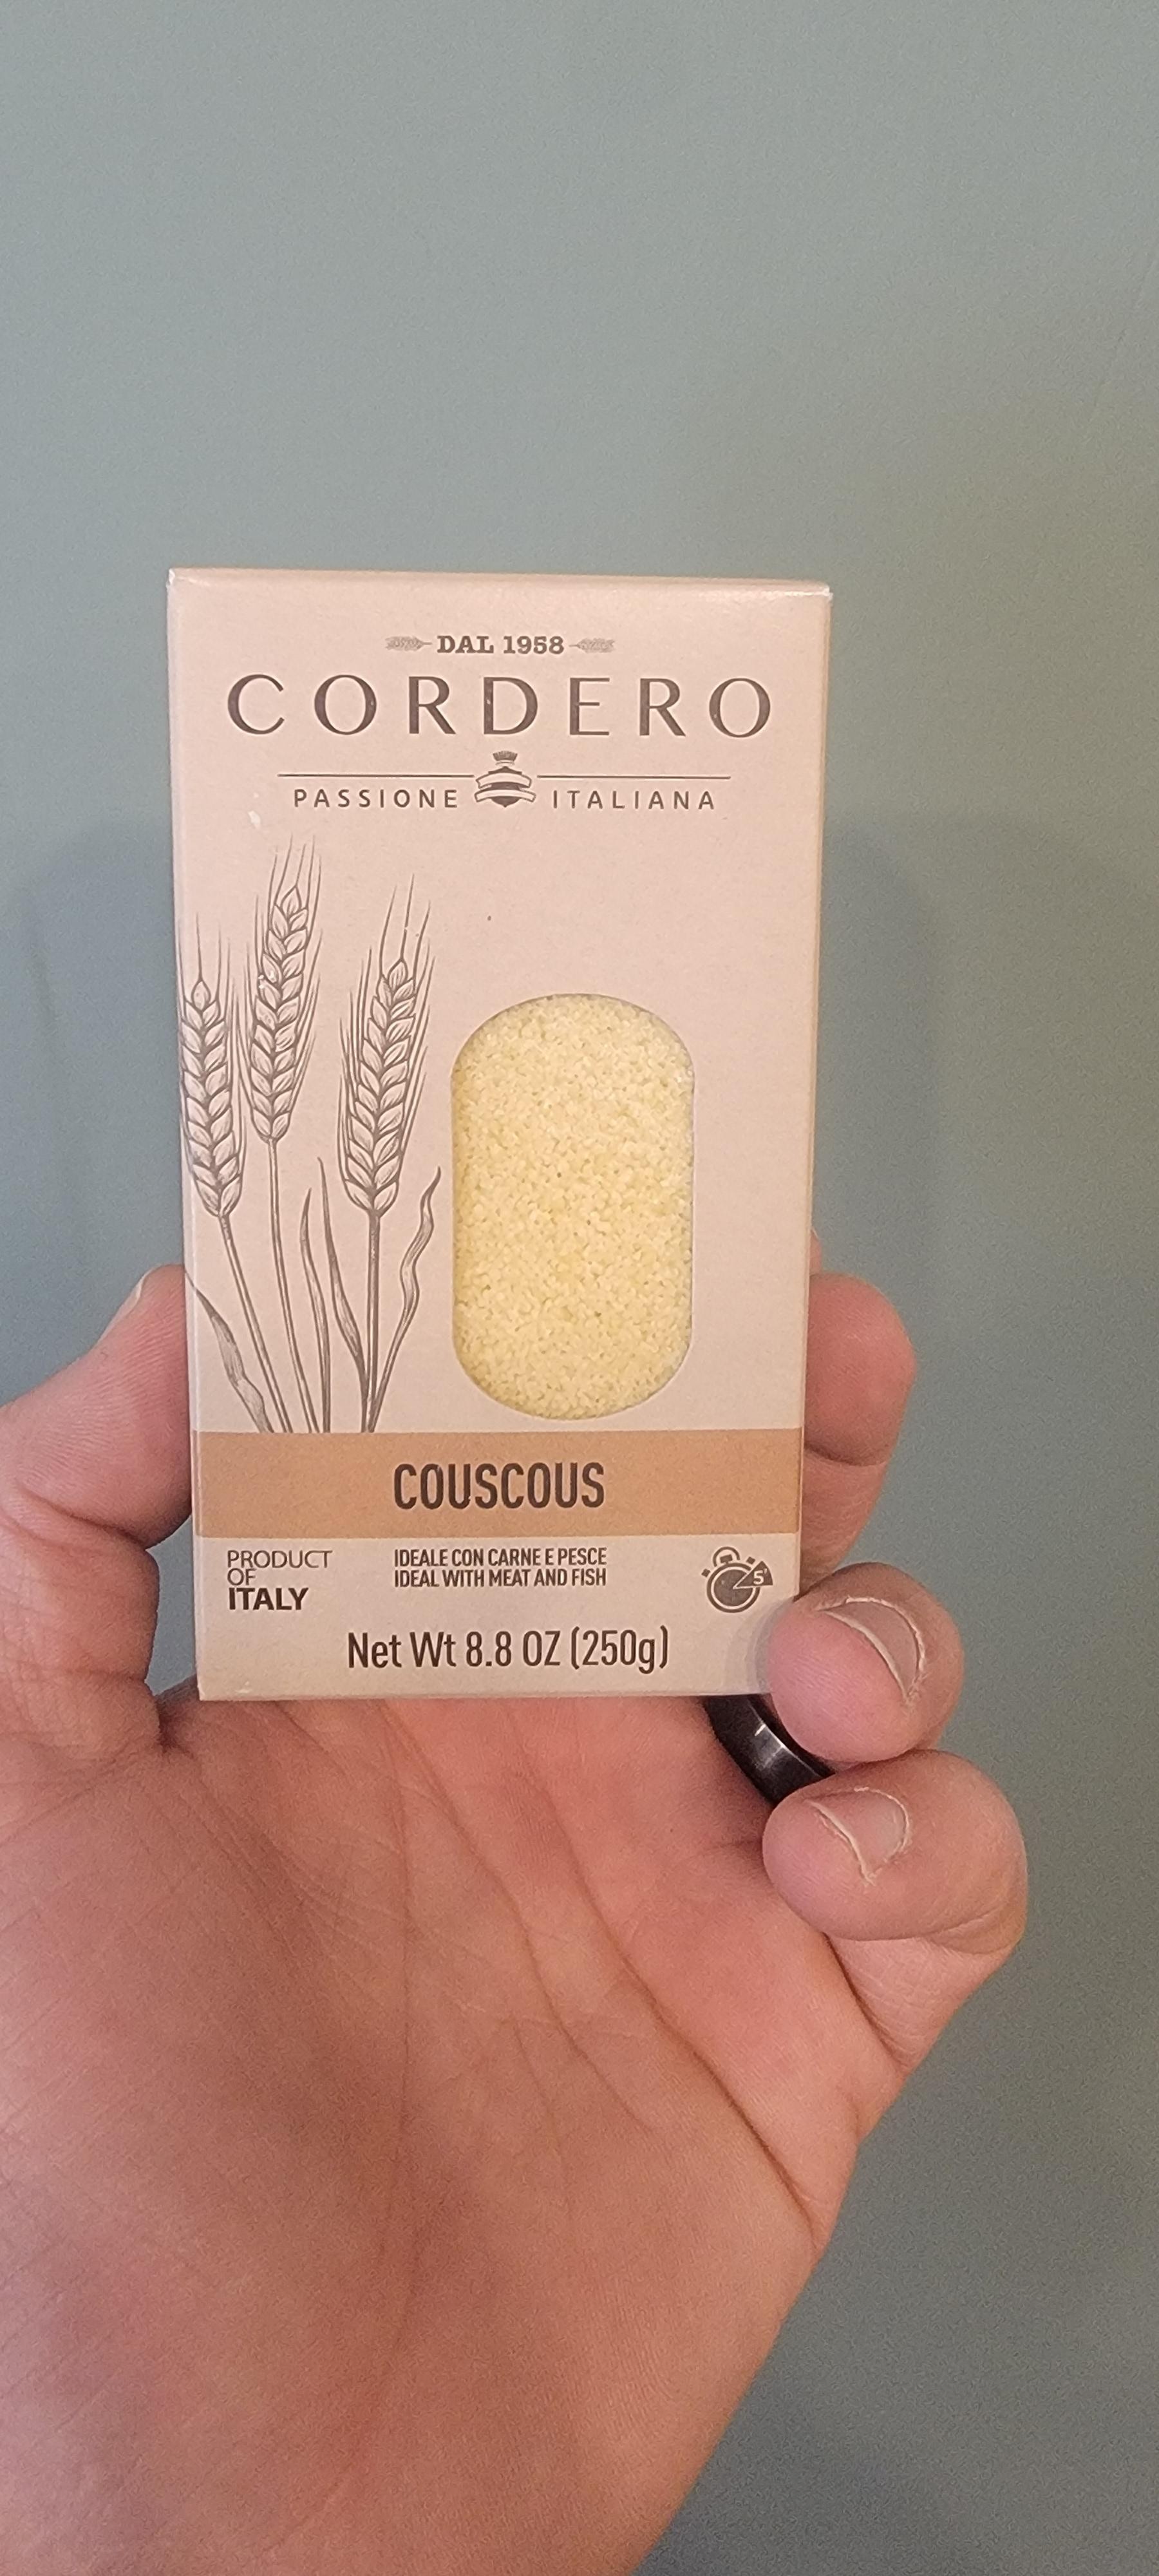 DAL 1958
CORDERO
PASSIONE ITALIANA
COUSCOUS
PRODUCT
OF
ITALY
IDEALE CON CARNE E PESCE
IDEAL WITH MEAT AND FISH
5'
Net Wt 8.8 OZ (250g)